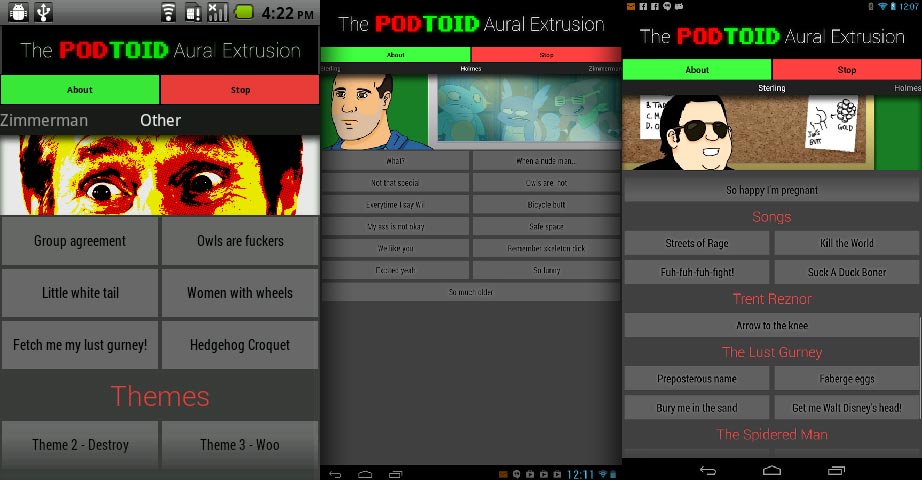 4:22 PM
The PODTOID Aural Extrusion
About
Stop
Zimmerman
Other
Group agreement
Owls are fuckers
Little white tail
Women with wheels
Fetch me my lust gurney!
Hedgehog Croquet
Themes
Theme 2 - Destroy
Theme 3 - Woo
The PODTOID Aural Extrusion
About
Stop
Sterling
Holmes
Zimmerman
What?
When a nude man...
Not that special
Owls are hot
Everytime I say Wii
Bicycle butt
My ass is not okay
Safe space
We like you
Remember skeleton dick
Excited yeah
So funny
So much older
12:11
12:07
The PODTOID Aural Extrusion
About
Stop
Sterling
Holmes
GOLD
So happy i'm pregnant
Songs
Streets of Rage
Kill the World
Fuh-fuh-fuh-fight!
Suck A Duck Boner
Trent Reznor
Arrow to the knee
The Lust Gurney
Preposterous name
Faberge eggs
Bury me in the sand
Get me Walt Disney's head!
The Spidered Man